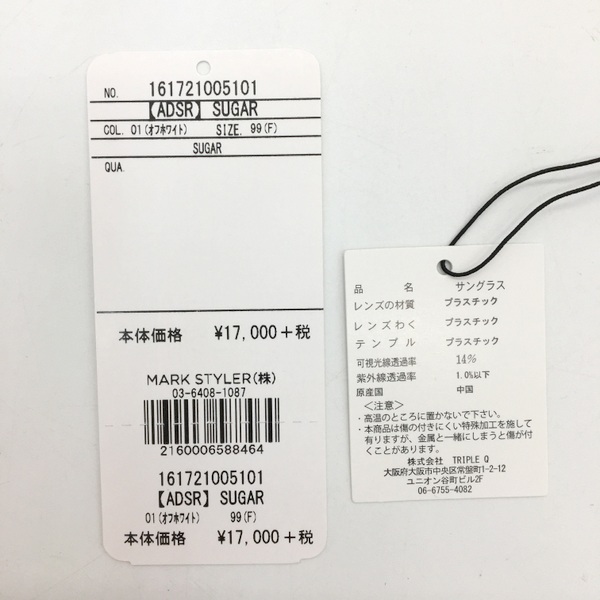 NO. 161721005101
【ADSR】 SUGAR
COL. 01(オフホワイト) SIZE. 99(F)
SUGAR
QUA.
本体価格 ¥17,000+税
MARK STYLER(株)
03-6408-1087
2160006588464
161721005101
【ADSR】 SUGAR
01(オフホワイト) 99(F)
本体価格 ¥17,000+税
品名 サングラス
レンズの材質 プラスチック
レンズわく プラスチック
テンプル プラスチック
可視光線透過率 14%
紫外線透過率 1.0%以下
原産国 中国
<注意>
・高温のところに置かないで下さい。
・本商品は傷の付きにくい特殊加工を施して
有りますが、金属と一緒にしまうと傷が付
くことがあります。
株式会社 TRIPLE Q
大阪府大阪市中央区常盤町1-2-12
ユニオン谷町ビル2F
06-6755-4082